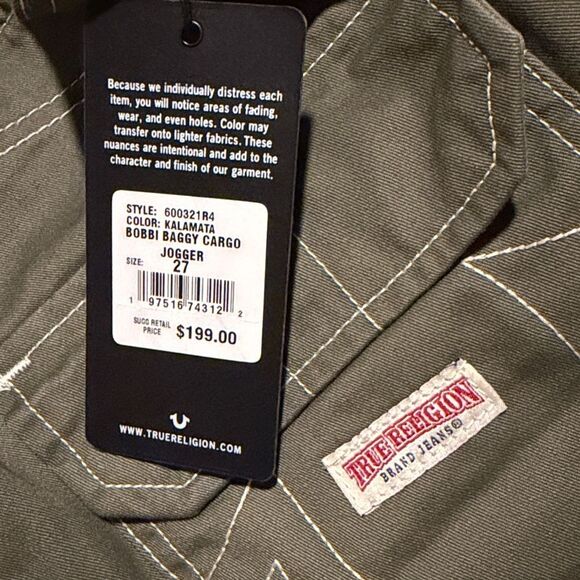 Because we individually distress each
item, you will notice areas of fading,
wear, and even holes. Color may
transfer onto lighter fabrics. These
nuances are intentional and add to the
character and finish of our garment.
STYLE: 600321R4
COLOR: KALAMATA
BOBBI BAGGY CARGO
JOGGER
SIZE: 27
1 97516 74312 2
SUGG RETAIL
PRICE $199.00
WWW.TRUERELIGION.COM
TRUE RELIGION
BRAND JEANS®